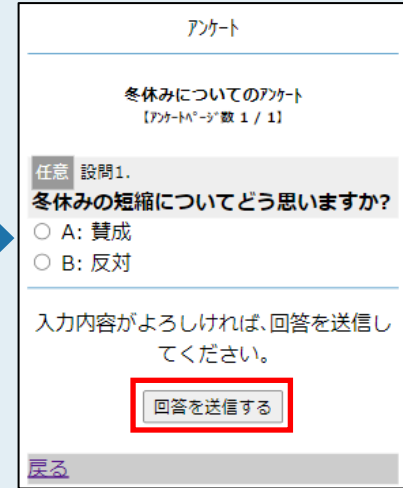 アンケート
冬休みについてのアンケート
【アンケートページ数 1 / 1】
任意 設問1.
冬休みの短縮についてどう思いますか?
A: 賛成
B: 反対
入力内容がよろしければ、回答を送信し
てください。
回答を送信する
戻る